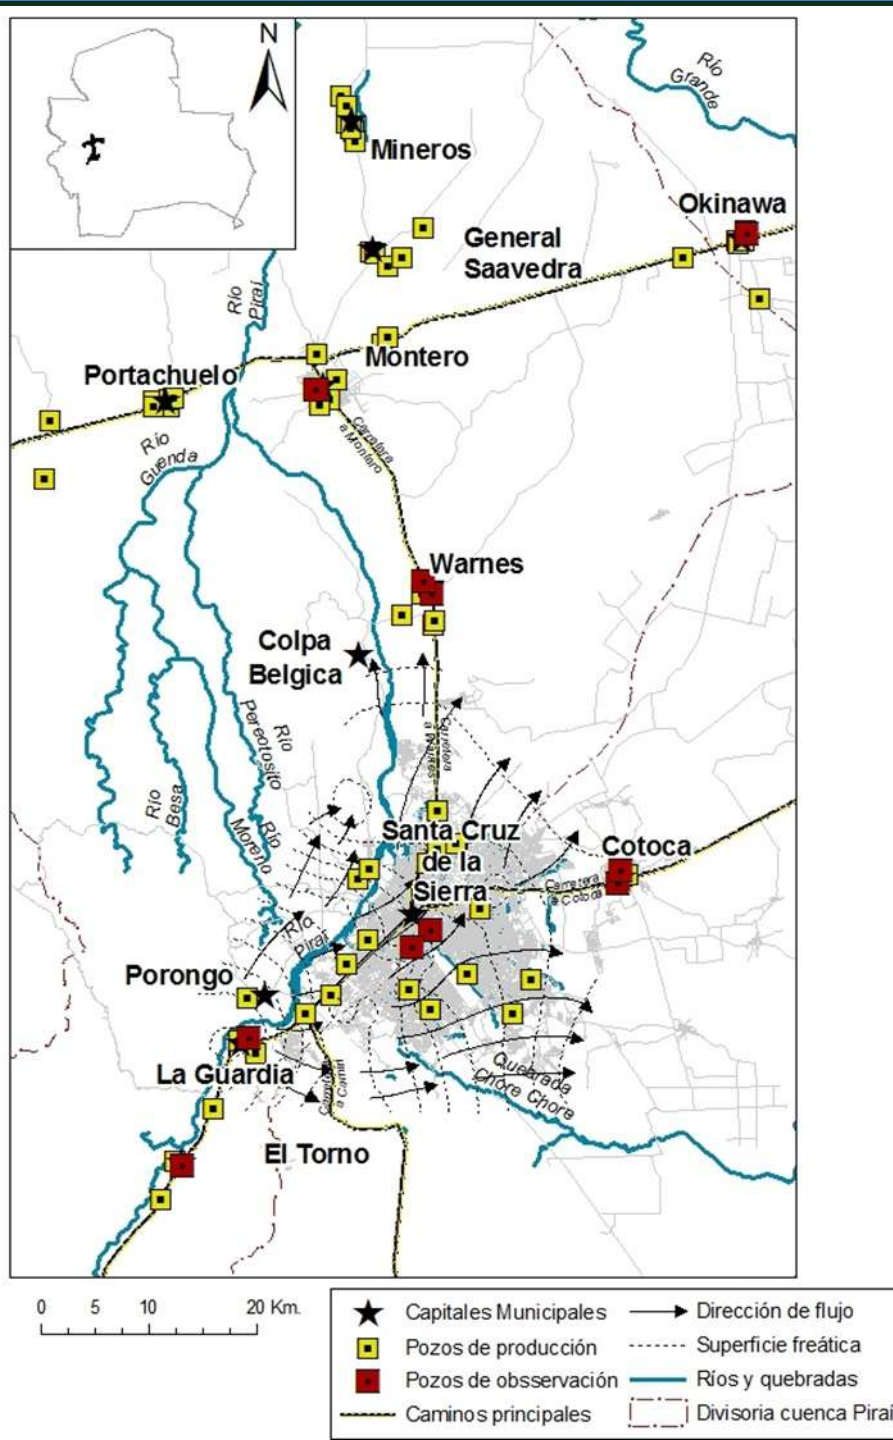 N
Río
Grande
Mineros
Okinawa
General
Saavedra
Río
Piraí
Montero
Portachuelo
Carretera
a Montero
Río
Guenda
Warnes
Colpa
Belgica
Río
Pereotosito
Carretera
a Warnes
Río
Besa
Río
Moreno
Santa Cruz
de la
Sierra
Cotoca
Carretera
a Cotoca
Río
Piraí
Porongo
La Guardia
Quebrada
Chore Chore
Carretera
a Camiri
El Torno
0 5 10 20 Km.
Capitales Municipales
Dirección de flujo
Pozos de producción
Superficie freática
Pozos de obsservación
Ríos y quebradas
Caminos principales
Divisoria cuenca Piraí